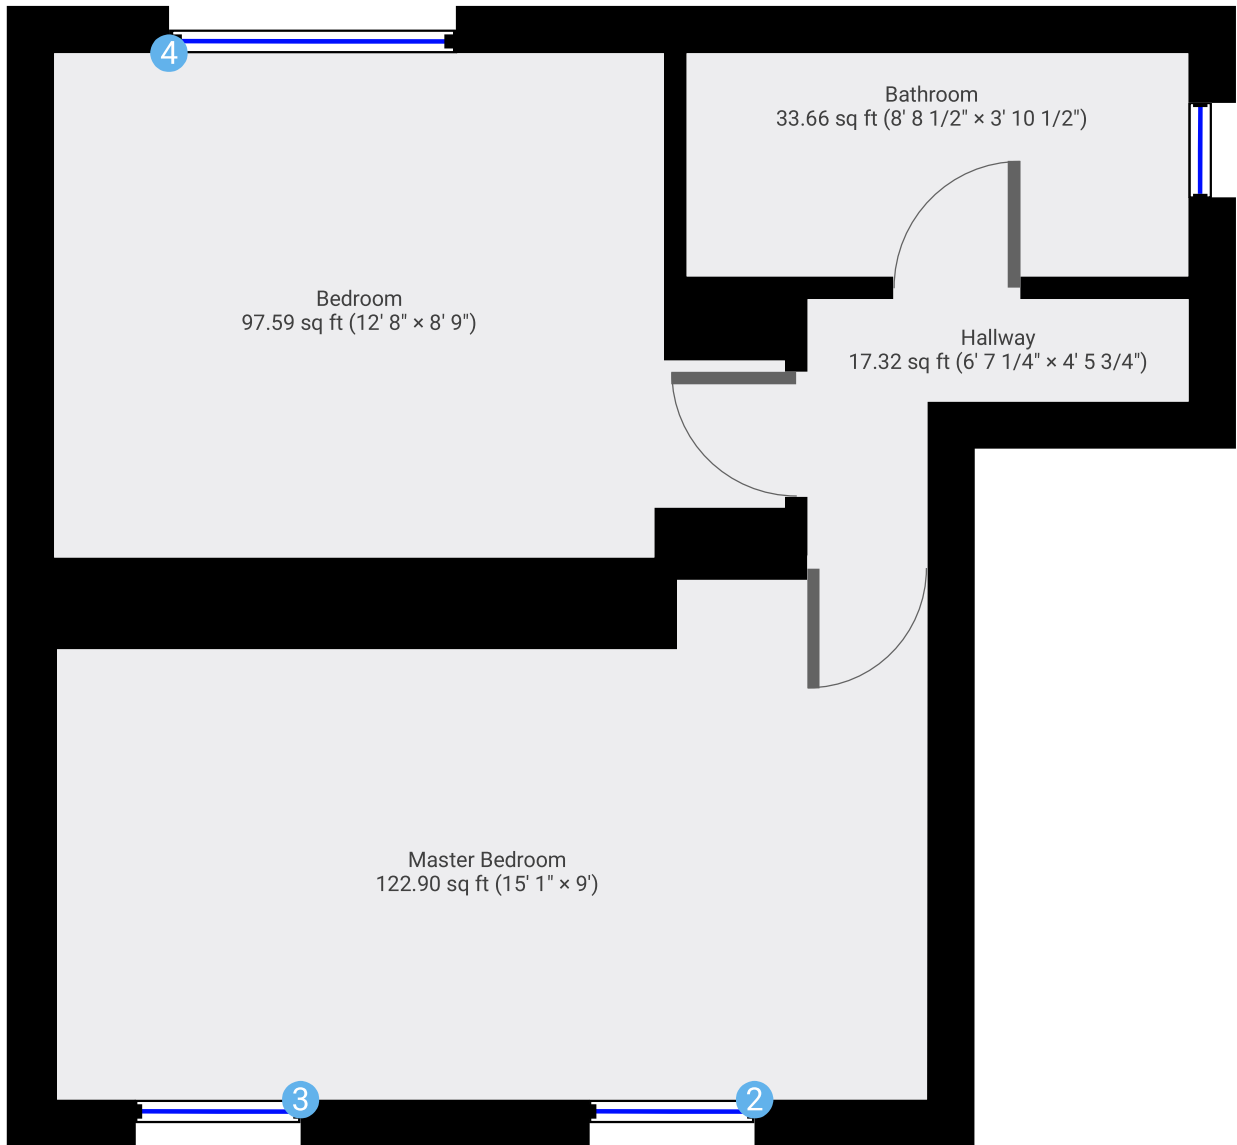 4
Bathroom
33.66 sq ft (8' 8 1/2" × 3' 10 1/2")
Bedroom
97.59 sq ft (12' 8" × 8' 9")
Hallway
17.32 sq ft (6' 7 1/4" × 4' 5 3/4")
Master Bedroom
122.90 sq ft (15' 1" × 9')
3
2